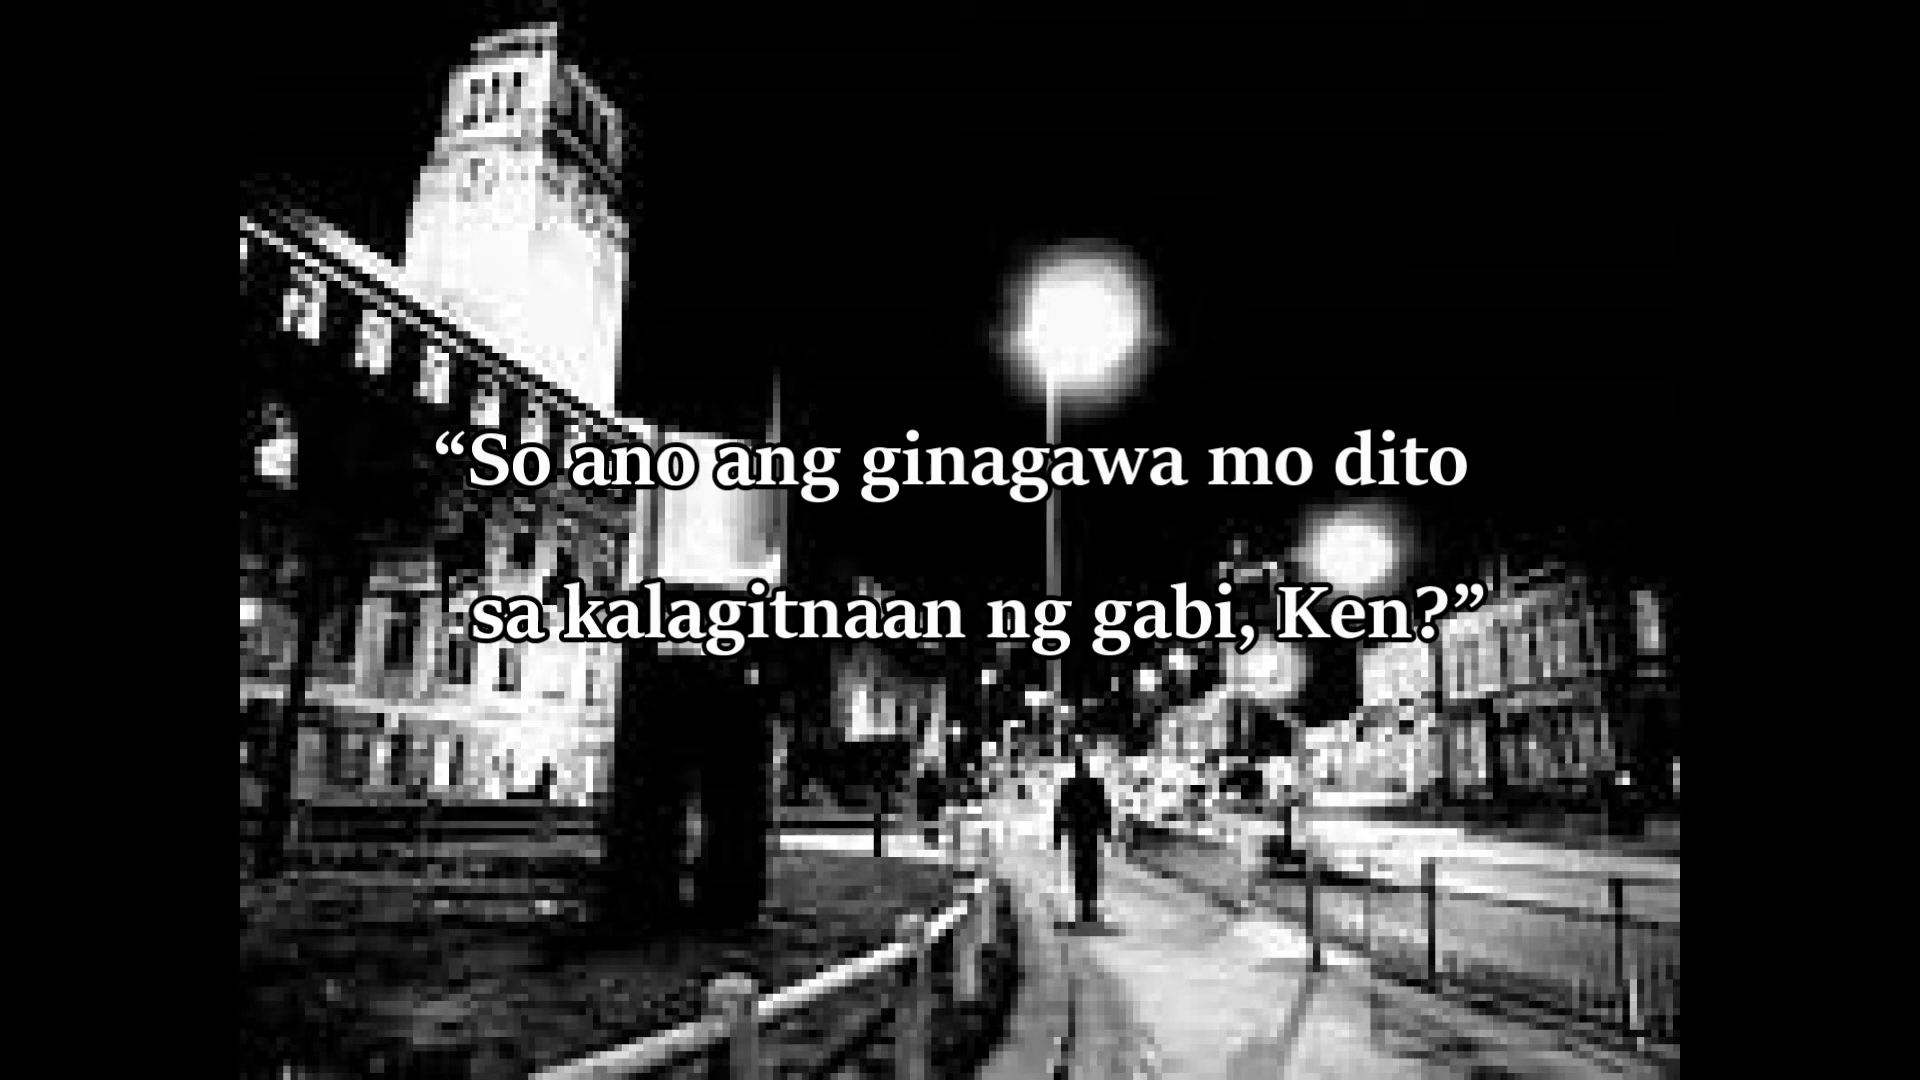 “So ano ang ginagawa mo dito
sa kalagitnaan ng gabi, Ken?”